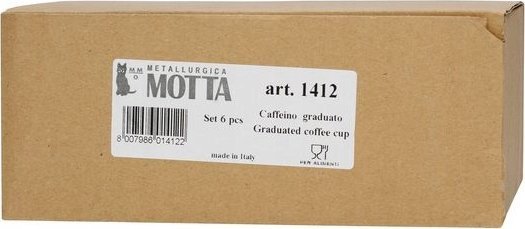 MM
O
METALLURGICA
MOTTA
art. 1412
Set 6 pcs
Caffeino graduato
Graduated coffee cup
8 007986 014122
made in Italy
PER ALIMENTI